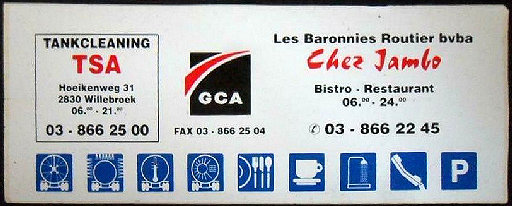 TANKCLEANING
TSA
Hoeikenweg 31
2830 Willebroek
06.00 - 21.00
03 - 866 25 00
GCA
FAX 03 - 866 25 04
Les Baronnies Routier bvba
Chez Jambo
Bistro - Restaurant
06.00 - 24.00
✆ 03 - 866 22 45
P